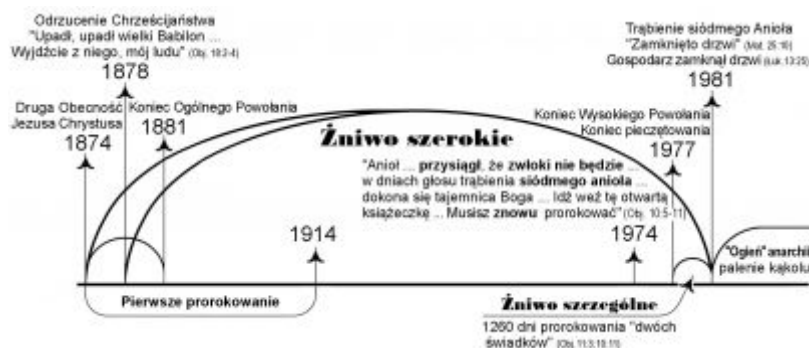 Odrzucenie Chrześcijaństwa
"Upadł, upadł wielki Babilon ...
Wyjdźcie z niego, mój ludu" (Obj. 18:2-4)
1878
Druga Obecność
Jezusa Chrystusa
1874
Koniec Ogólnego Powołania
1881
Trąbienie siódmego Anioła
"Zamknięto drzwi" (Mat. 25:10)
Gospodarz zamknął drzwi (Łuk. 13:25)
1981
Koniec Wysokiego Powołania
Koniec pieczętowania
1977
Żniwo szerokie
"Anioł ... przysiągł, że zwłoki nie będzie ...
w dniach głosu trąbienia siódmego anioła ...
dokona się tajemnica Boga ... Idź weź tę otwartą
książeczkę ... Musisz znowu prorokować" (Obj. 10:5-11)
1914
1974
"Ogień" anarchii
palenie kąkolu
Pierwsze prorokowanie
Żniwo szczególne
1260 dni prorokowania "dwóch
świadków" (Obj. 11:3;10:11)